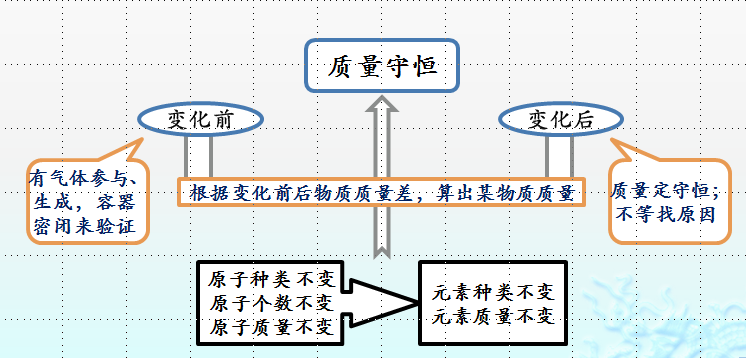 质量守恒
变化前
变化后
有气体参与、
生成，容器
密闭来验证
根据变化前后物质质量差，算出某物质质量
质量定守恒；
不等找原因
原子种类不变
原子个数不变
原子质量不变
元素种类不变
元素质量不变